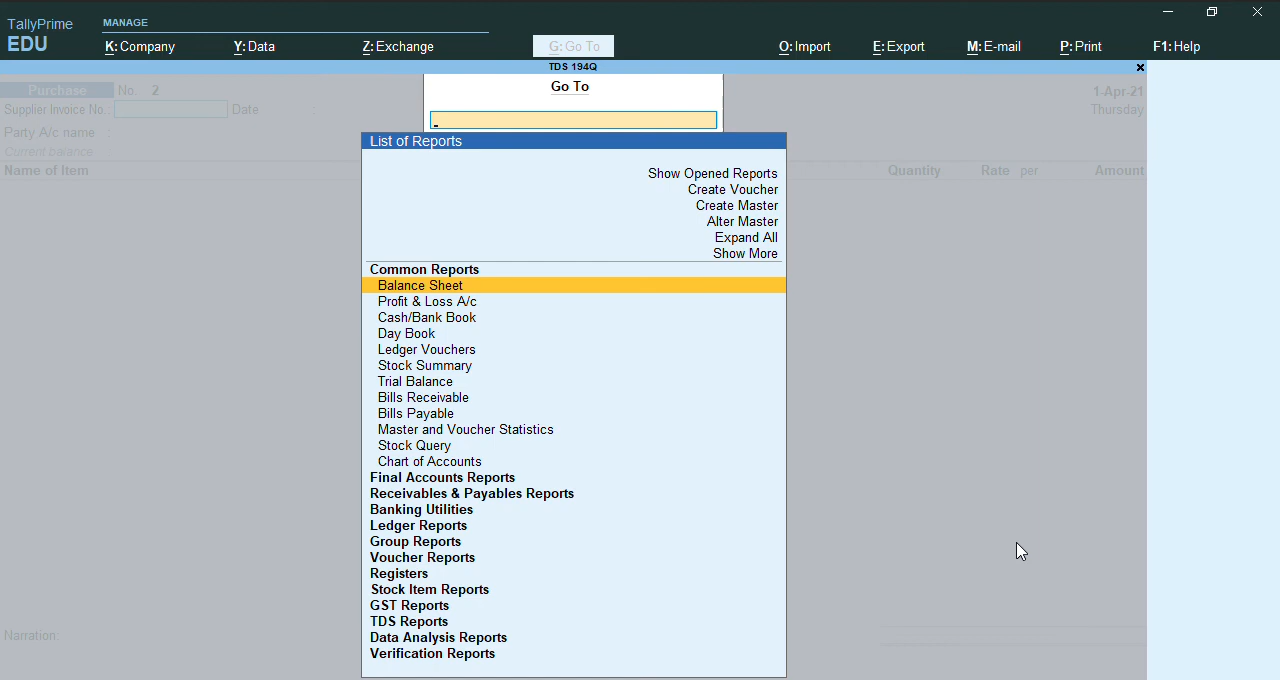 TallyPrime
EDU
MANAGE
K: Company
Y: Data
Z: Exchange
G: Go To
O: Import
E: Export
M: E-mail
P: Print
F1: Help
TDS 194Q
Purchase No. 2
1-Apr-21
Supplier Invoice No.: Date :
Thursday
Party A/c name :
Current balance :
Name of Item Quantity Rate per Amount
Go To
List of Reports
Show Opened Reports
Create Voucher
Create Master
Alter Master
Expand All
Show More
Common Reports
Balance Sheet
Profit & Loss A/c
Cash/Bank Book
Day Book
Ledger Vouchers
Stock Summary
Trial Balance
Bills Receivable
Bills Payable
Master and Voucher Statistics
Stock Query
Chart of Accounts
Final Accounts Reports
Receivables & Payables Reports
Banking Utilities
Ledger Reports
Group Reports
Voucher Reports
Registers
Stock Item Reports
GST Reports
TDS Reports
Data Analysis Reports
Verification Reports
Narration: